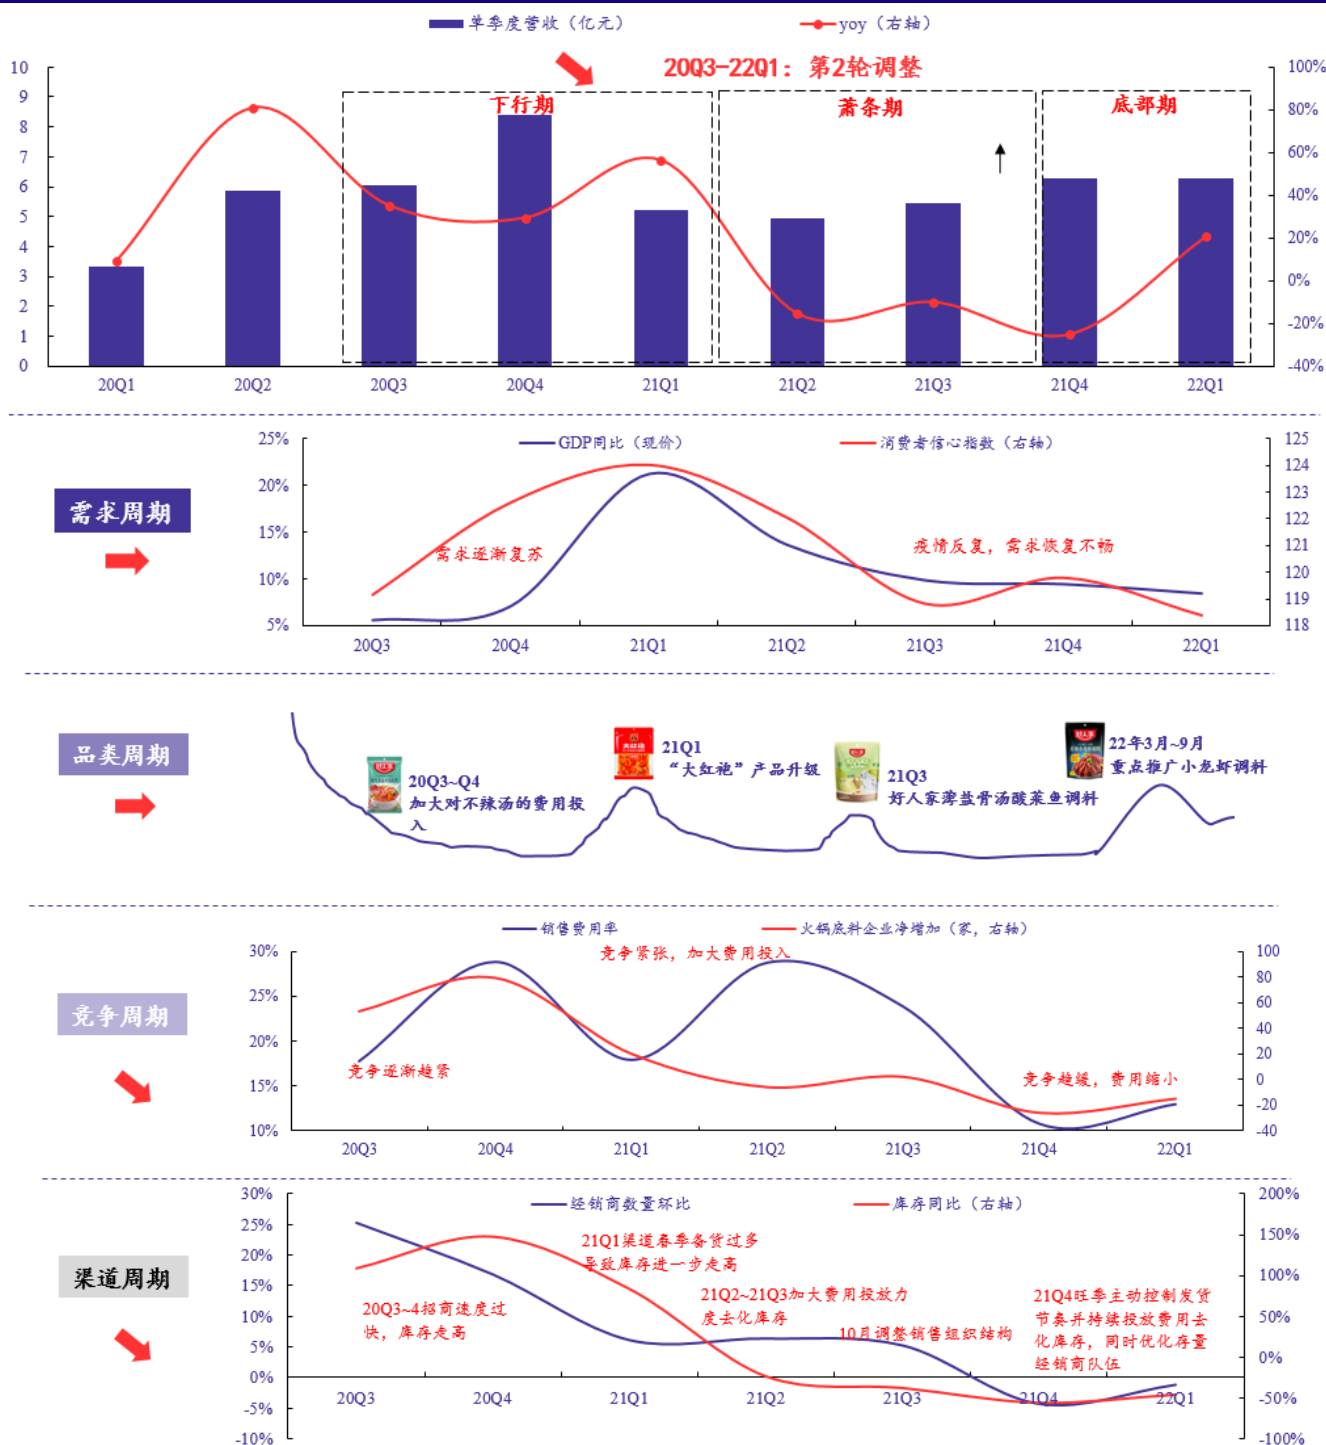 单季度营收（亿元）
yoy（右轴）
20Q3-22Q1：第2轮调整
下行期
萧条期
底部期
10
9
8
7
6
5
4
3
2
1
0
100%
80%
60%
40%
20%
0%
-20%
-40%
20Q1 20Q2 20Q3 20Q4 21Q1 21Q2 21Q3 21Q4 22Q1
需求周期
GDP同比（现价）
消费者信心指数（右轴）
25%
20%
15%
10%
5%
125
124
123
122
121
120
119
118
需求逐渐复苏
疫情反复，需求恢复不畅
20Q3 20Q4 21Q1 21Q2 21Q3 21Q4 22Q1
品类周期
20Q3~Q4
加大对不辣汤的费用投
入
大红袍
21Q1
“大红袍”产品升级
21Q3
好人家薄盐骨汤酸菜鱼调料
22年3月~9月
重点推广小龙虾调料
竞争周期
销售费用率
火锅底料企业净增加（家，右轴）
竞争紧张，加大费用投入
30%
25%
20%
15%
10%
100
80
60
40
20
0
-20
-40
竞争逐渐趋紧
竞争趋缓，费用缩小
20Q3 20Q4 21Q1 21Q2 21Q3 21Q4 22Q1
渠道周期
经销商数量环比
库存同比（右轴）
30%
25%
20%
15%
10%
5%
0%
-5%
-10%
200%
150%
100%
50%
0%
-50%
-100%
20Q3~4招商速度过
快，库存走高
21Q1渠道春季备货过多
导致库存进一步走高
21Q2~21Q3加大费用投放力
度去化库存
10月调整销售组织结构
21Q4旺季主动控制发货
节奏并持续投放费用去
化库存，同时优化存量
经销商队伍
20Q3 20Q4 21Q1 21Q2 21Q3 21Q4 22Q1